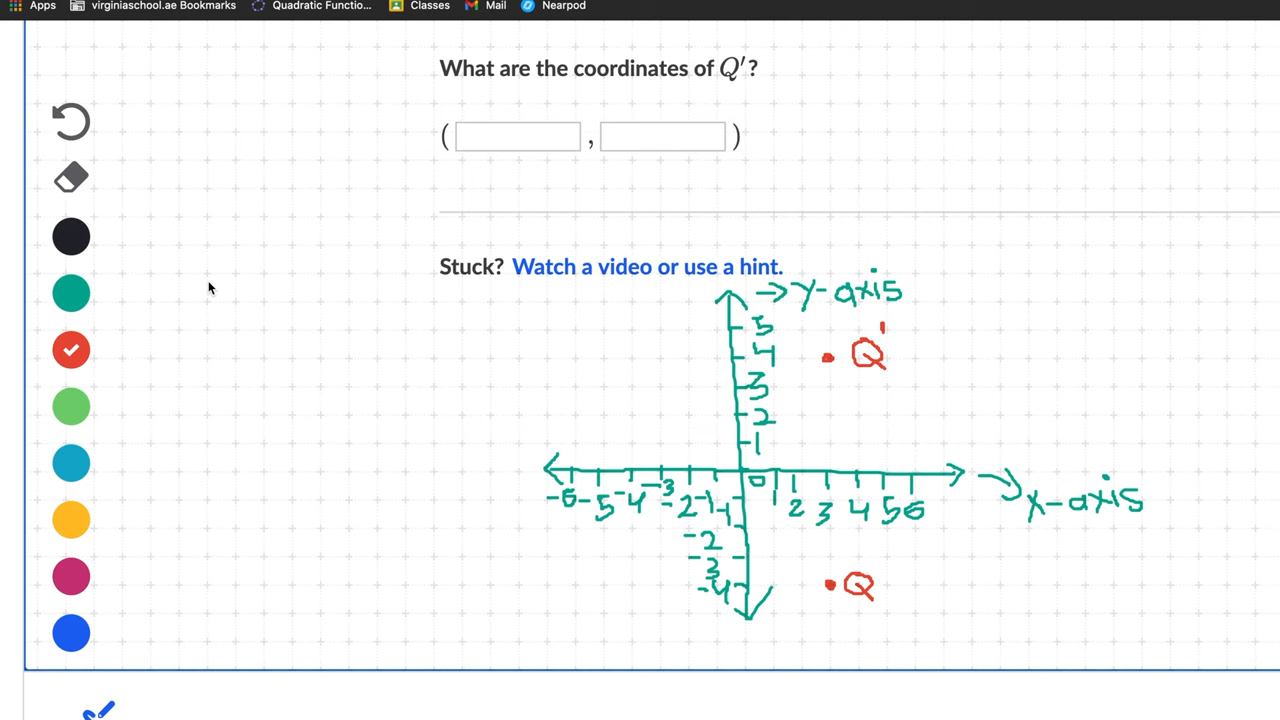 Apps virginiaschool.ae Bookmarks Quadratic Functio... Classes Mail Nearpod
What are the coordinates of Q'?
( , )
Stuck? Watch a video or use a hint.
y-axis
5
4
3
2
1
Q'
-6 -5 -4 -3 -2 -1 0 1 2 3 4 5 6
x-axis
-1
-2
-3
-4
Q